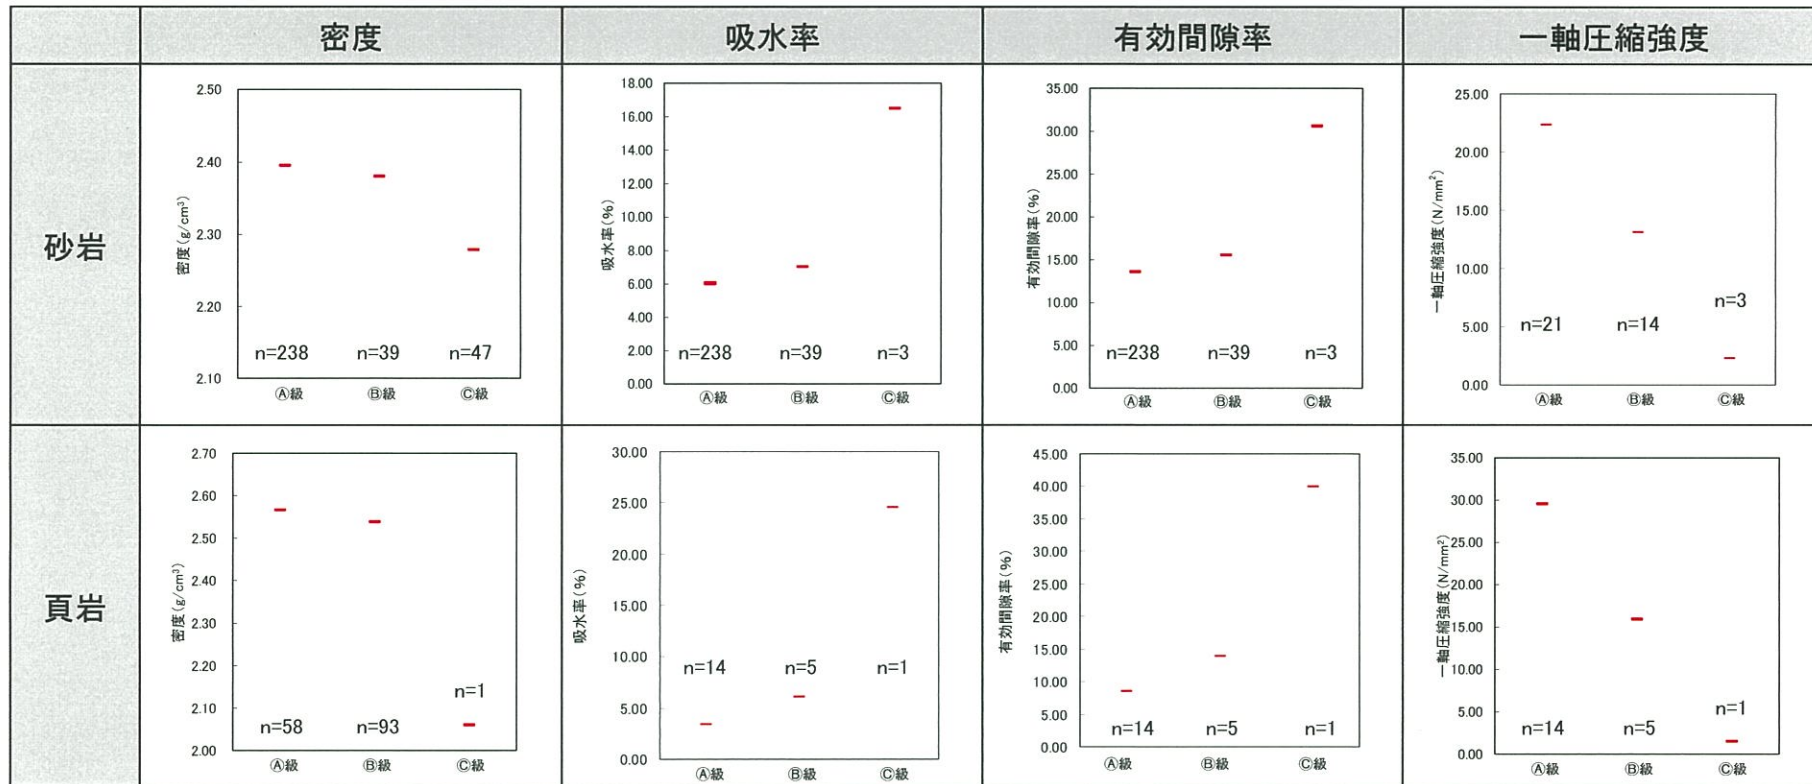 密度
吸水率
有効間隙率
一軸圧縮強度
砂岩
密度(g/cm³)
2.50
2.40
2.30
2.20
2.10
n=238
n=39
n=47
Ⓐ級
Ⓑ級
Ⓒ級
吸水率(%)
18.00
16.00
14.00
12.00
10.00
8.00
6.00
4.00
2.00
0.00
n=238
n=39
n=3
Ⓐ級
Ⓑ級
Ⓒ級
有効間隙率(%)
35.00
30.00
25.00
20.00
15.00
10.00
5.00
0.00
n=238
n=39
n=3
Ⓐ級
Ⓑ級
Ⓒ級
一軸圧縮強度(N/mm²)
25.00
20.00
15.00
10.00
5.00
0.00
n=21
n=14
n=3
Ⓐ級
Ⓑ級
Ⓒ級
頁岩
密度(g/cm³)
2.70
2.60
2.50
2.40
2.30
2.20
2.10
2.00
n=58
n=93
n=1
Ⓐ級
Ⓑ級
Ⓒ級
吸水率(%)
30.00
25.00
20.00
15.00
10.00
5.00
0.00
n=14
n=5
n=1
Ⓐ級
Ⓑ級
Ⓒ級
有効間隙率(%)
45.00
40.00
35.00
30.00
25.00
20.00
15.00
10.00
5.00
0.00
n=14
n=5
n=1
Ⓐ級
Ⓑ級
Ⓒ級
一軸圧縮強度(N/mm²)
35.00
30.00
25.00
20.00
15.00
10.00
5.00
0.00
n=14
n=5
n=1
Ⓐ級
Ⓑ級
Ⓒ級